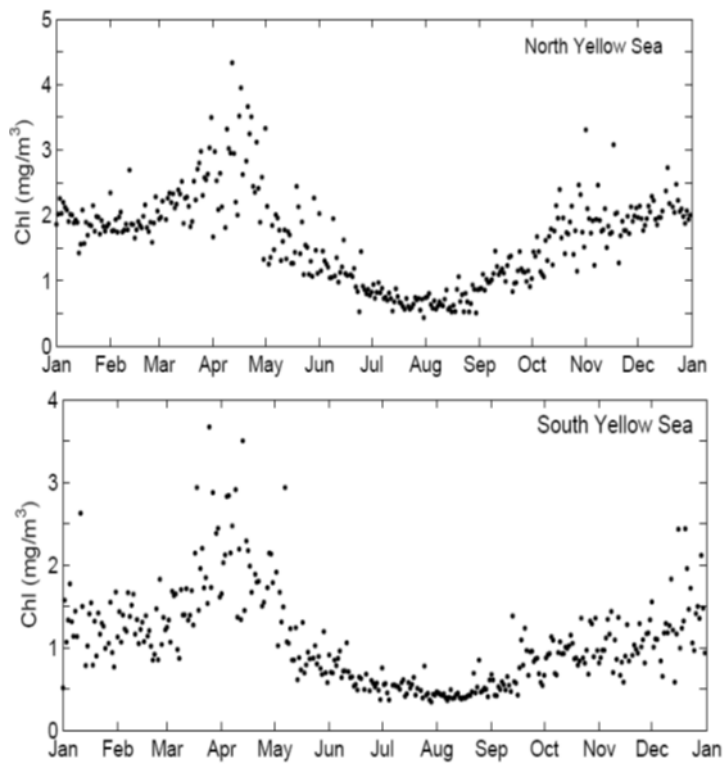 5
North Yellow Sea
4
3
2
1
0
Chl (mg/m³)
Jan Feb Mar Apr May Jun Jul Aug Sep Oct Nov Dec Jan
4
South Yellow Sea
3
2
1
0
Chl (mg/m³)
Jan Feb Mar Apr May Jun Jul Aug Sep Oct Nov Dec Jan